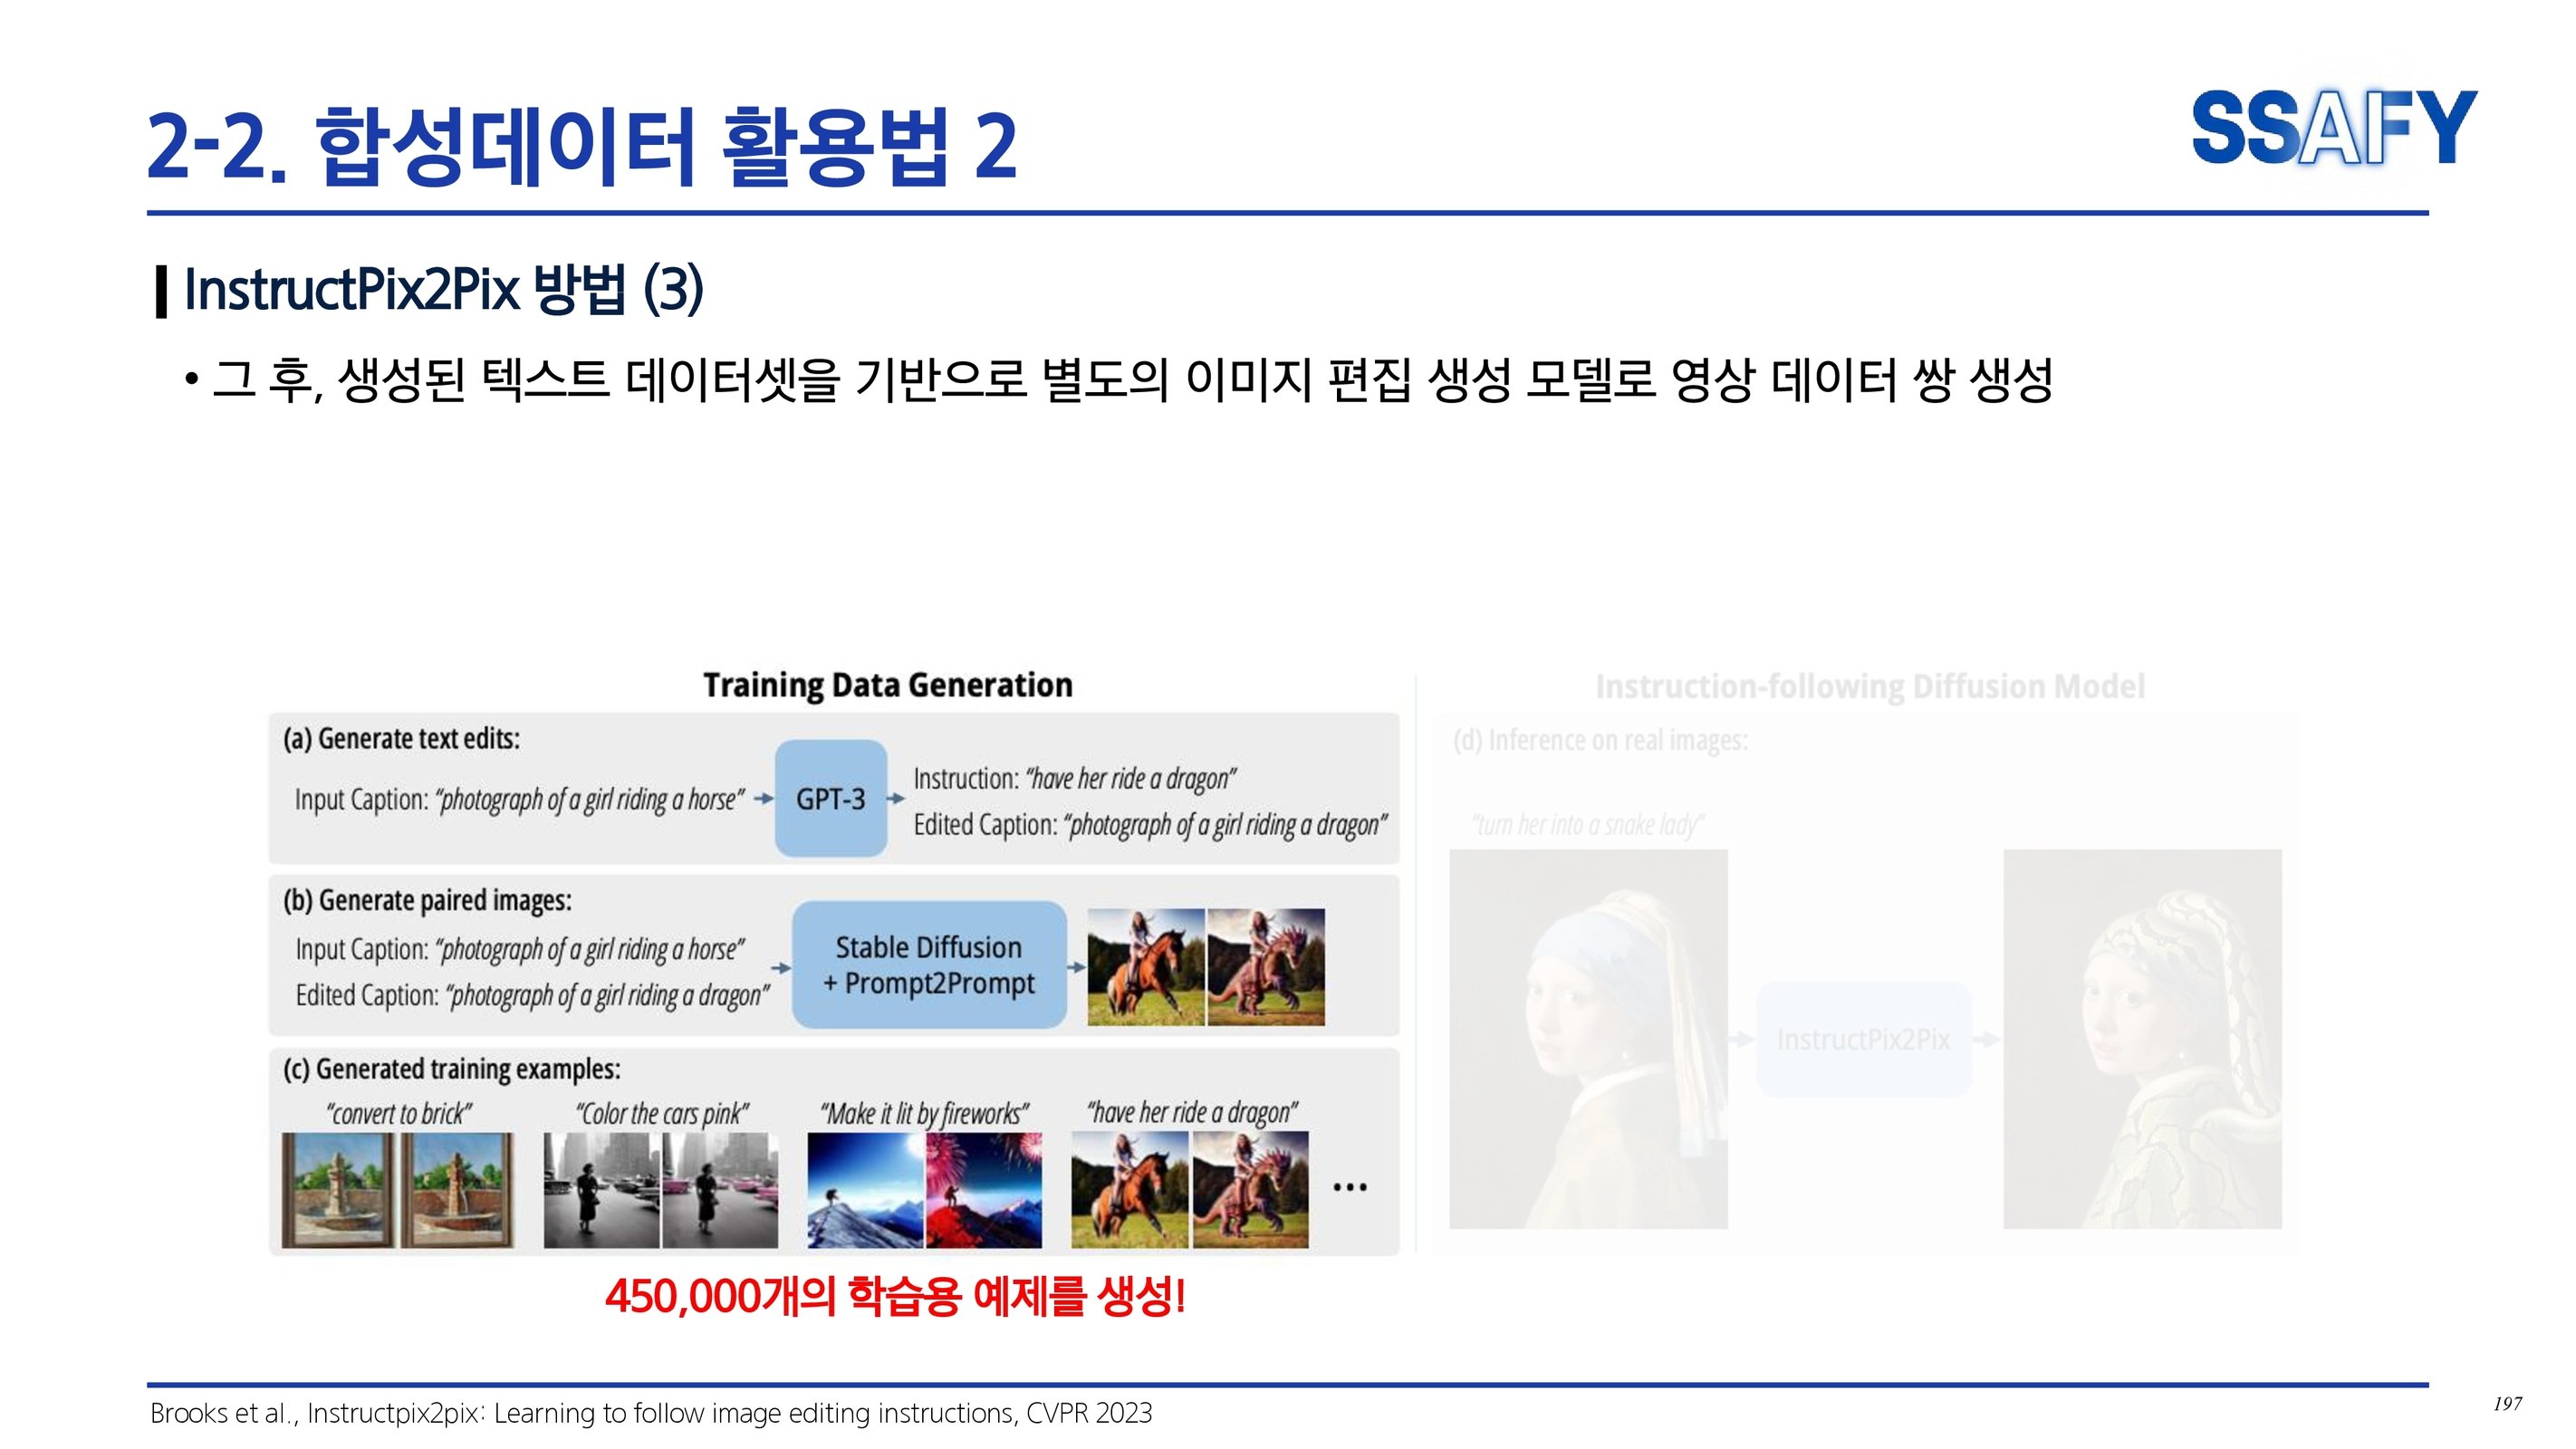 2-2. 합성데이터 활용법 2
SSAFY
InstructPix2Pix 방법 (3)
• 그 후, 생성된 텍스트 데이터셋을 기반으로 별도의 이미지 편집 생성 모델로 영상 데이터 쌍 생성
Training Data Generation
(a) Generate text edits:
Input Caption: “photograph of a girl riding a horse”
GPT-3
Instruction: “have her ride a dragon”
Edited Caption: “photograph of a girl riding a dragon”
(b) Generate paired images:
Input Caption: “photograph of a girl riding a horse”
Edited Caption: “photograph of a girl riding a dragon”
Stable Diffusion
+ Prompt2Prompt
(c) Generated training examples:
“convert to brick”
“Color the cars pink”
“Make it lit by fireworks”
“have her ride a dragon”
...
450,000개의 학습용 예제를 생성!
Instruction-following Diffusion Model
(d) Inference on real images:
“turn her into a snake lady”
InstructPix2Pix
Brooks et al., Instructpix2pix: Learning to follow image editing instructions, CVPR 2023
197